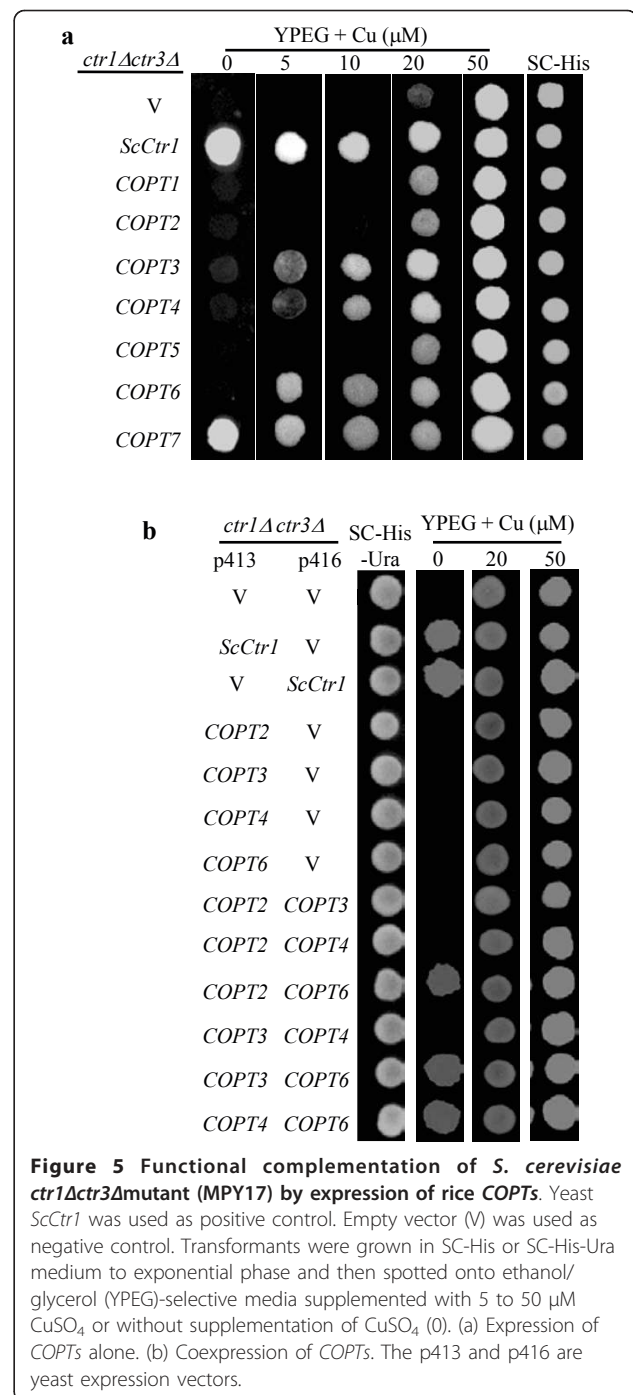 a
YPEG + Cu (μM)
ctr1Δctr3Δ 0 5 10 20 50 SC-His
V
ScCtr1
COPT1
COPT2
COPT3
COPT4
COPT5
COPT6
COPT7
b
ctr1Δctr3Δ SC-His YPEG + Cu (μM)
p413 p416 -Ura 0 20 50
V V
ScCtr1 V
V ScCtr1
COPT2 V
COPT3 V
COPT4 V
COPT6 V
COPT2 COPT3
COPT2 COPT4
COPT2 COPT6
COPT3 COPT4
COPT3 COPT6
COPT4 COPT6
Figure 5 Functional complementation of S. cerevisiae
ctr1Δctr3Δmutant (MPY17) by expression of rice COPTs. Yeast
ScCtr1 was used as positive control. Empty vector (V) was used as
negative control. Transformants were grown in SC-His or SC-His-Ura
medium to exponential phase and then spotted onto ethanol/
glycerol (YPEG)-selective media supplemented with 5 to 50 μM
CuSO₄ or without supplementation of CuSO₄ (0). (a) Expression of
COPTs alone. (b) Coexpression of COPTs. The p413 and p416 are
yeast expression vectors.